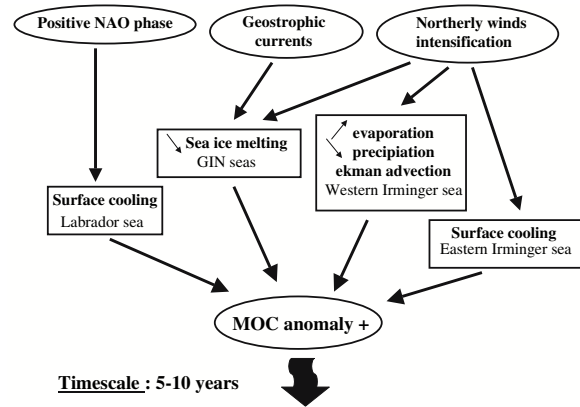 Positive NAO phase
Geostrophic
currents
Northerly winds
intensification
Sea ice melting
GIN seas
evaporation
precipiation
ekman advection
Western Irminger sea
Surface cooling
Labrador sea
Surface cooling
Eastern Irminger sea
MOC anomaly +
Timescale : 5-10 years